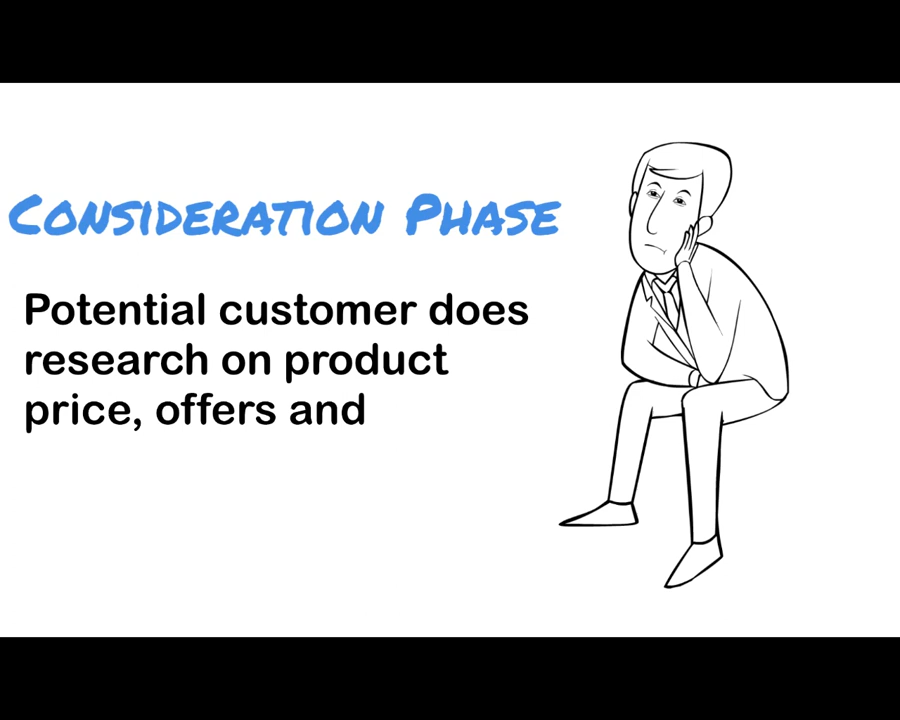 Consideration Phase
Potential customer does
research on product
price, offers and